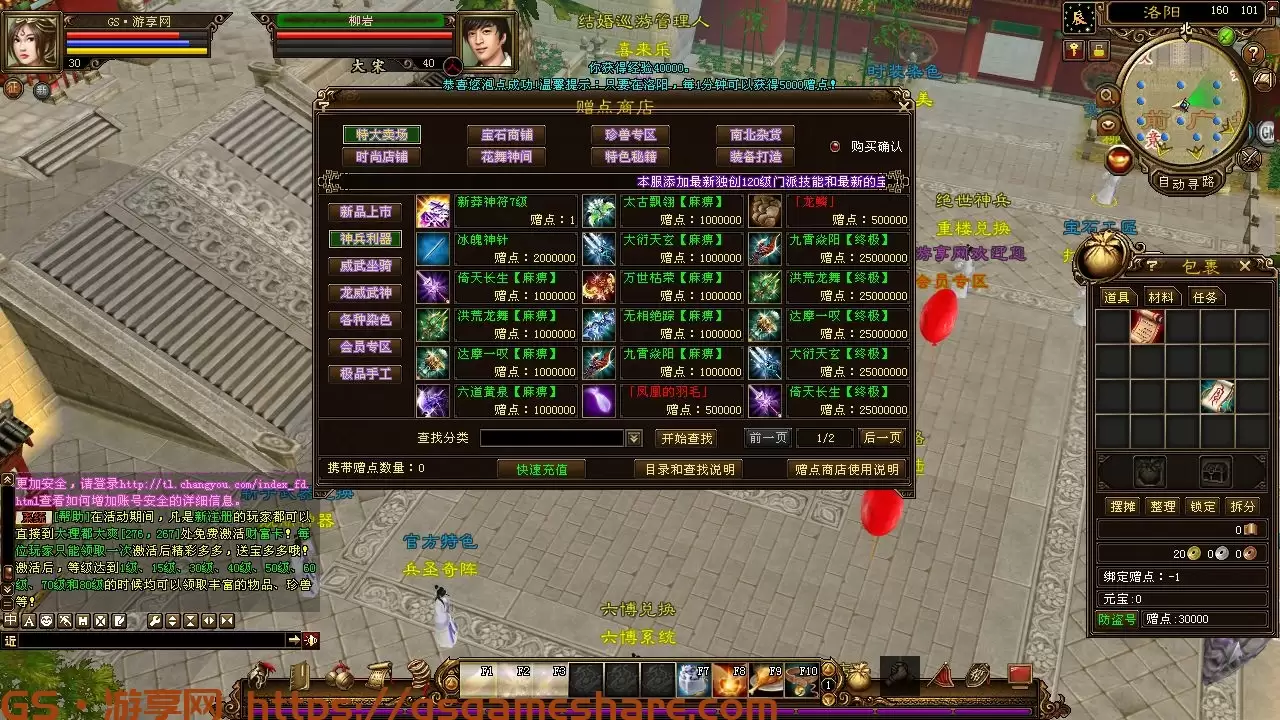 GS·游享网
30
柳岩
大宋 40
结婚巡游管理人
喜来乐
你获得经验40000。
恭喜您泡点成功!温馨提示：只要在洛阳，每1分钟可以获得5000赠点!
时装染色
洛阳 160 101
辰
北
自动寻路
赠点商店
特大卖场 宝石商铺 珍兽专区 南北杂货
时尚店铺 花舞神间 特色秘籍 装备打造
购买确认
本服添加最新独创120级门派技能和最新的主
新品上市
神兵利器
威武坐骑
龙威武神
各种染色
会员专区
极品手工
新莽神符7级 太古飘翎【麻痹】 「龙鳞」
赠点：1 赠点：1000000 赠点：500000
冰魄神针 大衍天玄【麻痹】 九霄焱阳【终极】
赠点：200000 赠点：1000000 赠点：25000000
倚天长生【麻痹】 万世枯荣【麻痹】 洪荒龙舞【终极】
赠点：1000000 赠点：1000000 赠点：25000000
洪荒龙舞【麻痹】 无相绝踪【麻痹】 达摩一叹【终极】
赠点：1000000 赠点：1000000 赠点：25000000
达摩一叹【麻痹】 九霄焱阳【麻痹】 大衍天玄【终极】
赠点：1000000 赠点：1000000 赠点：25000000
六道黄泉【麻痹】 「凤凰的羽毛」 倚天长生【终极】
赠点：1000000 赠点：500000 赠点：25000000
查找分类 开始查找 前一页 1/2 后一页
携带赠点数量：0 快速充值 目录和查找说明 赠点商店使用说明
绝世神兵
重楼兑换
游享网欢迎您
会员专区
宝石工匠
包裹
道具 材料 任务
摆摊 整理 锁定 拆分
0
20 0 0
绑定赠点：-1
元宝:0
防盗号 赠点:30000
更加安全，请登录http://tl.changyou.com/index_fd.
html查看如何增加账号安全的详细信息。
系统 [帮助]在活动期间，凡是新注册的玩家都可以
直接到大理都大爽[276，267]处免费激活财富卡！每
位玩家只能领取一次激活后精彩多多，送宝多多哦!
激活后，等级达到1级、15级、30级、40级、50级、60
级、70级和80级的时候均可以领取丰富的物品、珍兽
等!
近
官方特色
兵圣奇阵
六博兑换
六博系统
F1 F2 F3 F7 F8 F9 F10
GS·游享网 https://gsgameshare.com